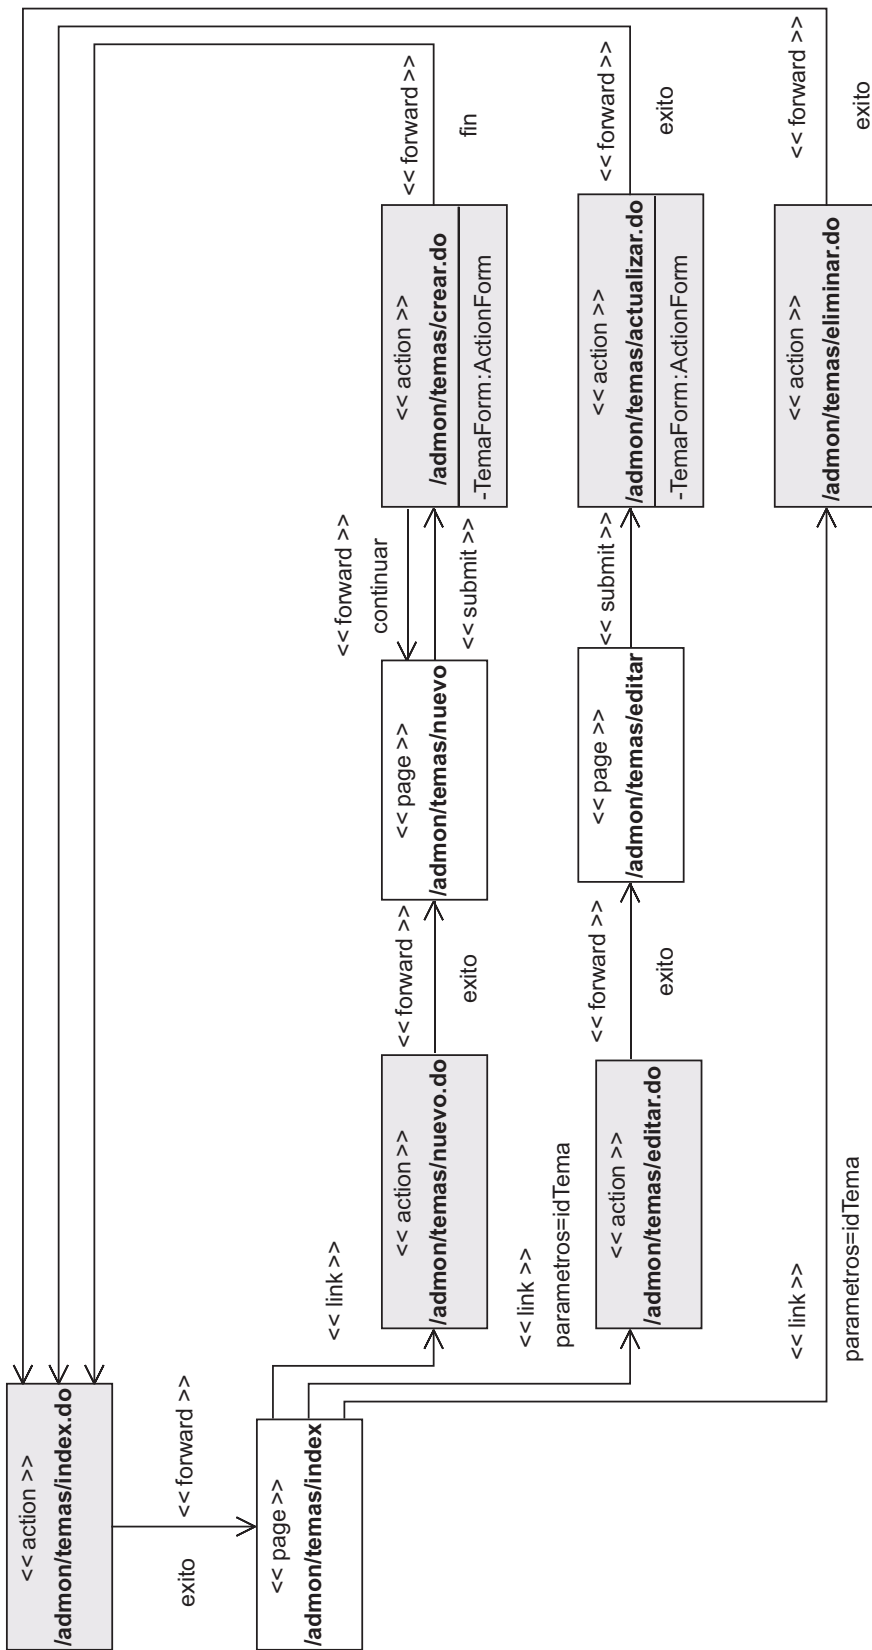 << action >>
/admon/temas/index.do
exito
<< forward >>
<< page >>
/admon/temas/index
<< link >>
<< action >>
/admon/temas/nuevo.do
<< forward >>
exito
<< page >>
/admon/temas/nuevo
<< forward >>
continuar
<< submit >>
<< action >>
/admon/temas/crear.do
-TemaForm:ActionForm
<< forward >>
fin
<< link >>
parametros=idTema
<< action >>
/admon/temas/editar.do
<< forward >>
exito
<< page >>
/admon/temas/editar
<< submit >>
<< action >>
/admon/temas/actualizar.do
-TemaForm:ActionForm
<< forward >>
exito
<< link >>
parametros=idTema
<< action >>
/admon/temas/eliminar.do
<< forward >>
exito